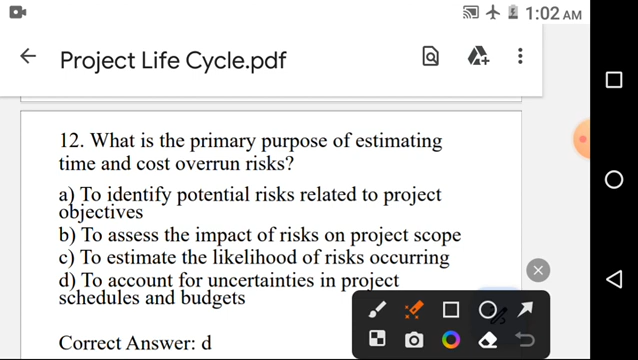 1:02 AM
Project Life Cycle.pdf
12. What is the primary purpose of estimating
time and cost overrun risks?
a) To identify potential risks related to project
objectives
b) To assess the impact of risks on project scope
c) To estimate the likelihood of risks occurring
d) To account for uncertainties in project
schedules and budgets
Correct Answer: d